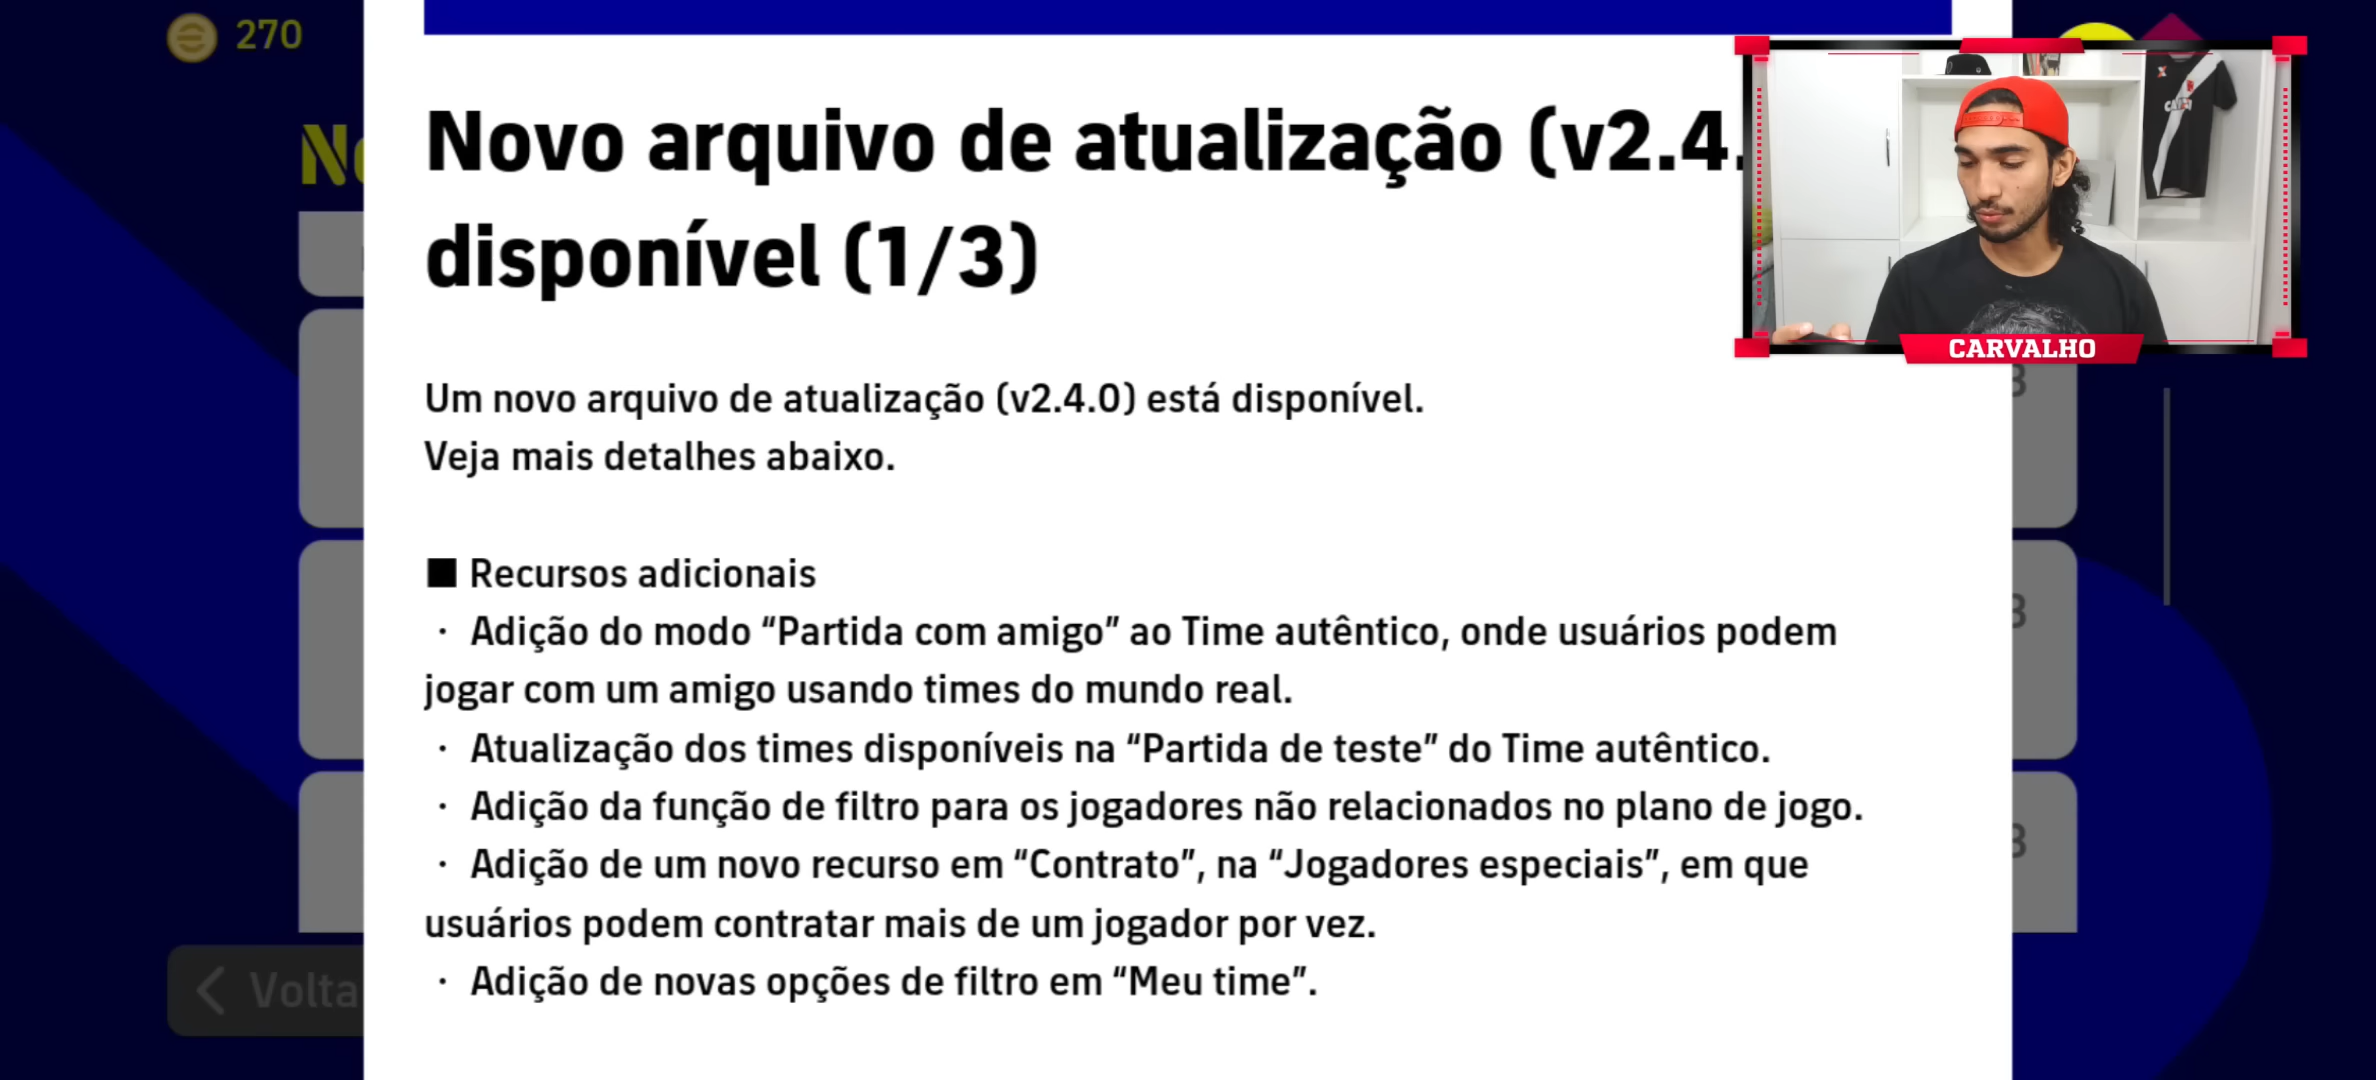 270
Novo arquivo de atualização (v2.4.
disponível (1/3)
CARVALHO
Um novo arquivo de atualização (v2.4.0) está disponível.
Veja mais detalhes abaixo.
■ Recursos adicionais
· Adição do modo “Partida com amigo” ao Time autêntico, onde usuários podem
jogar com um amigo usando times do mundo real.
· Atualização dos times disponíveis na “Partida de teste” do Time autêntico.
· Adição da função de filtro para os jogadores não relacionados no plano de jogo.
· Adição de um novo recurso em “Contrato”, na “Jogadores especiais”, em que
usuários podem contratar mais de um jogador por vez.
· Adição de novas opções de filtro em “Meu time”.
Volta